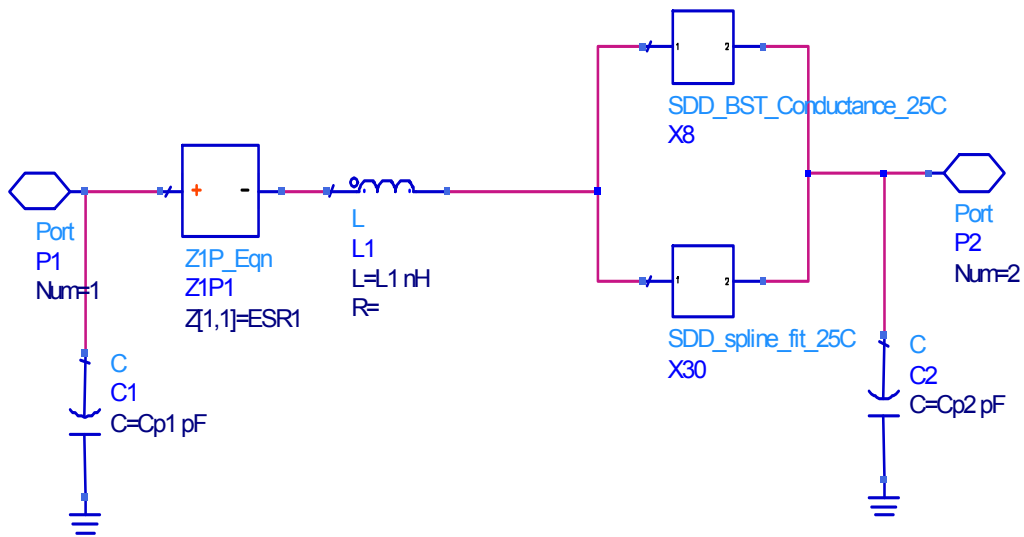 1
2
SDD_BST_Conductance_25C
X8
+
-
Port
P1
Num=1
Z1P_Eqn
Z1P1
Z[1,1]=ESR1
L
L1
L=L1 nH
R=
1
2
SDD_spline_fit_25C
X30
Port
P2
Num=2
C
C1
C=Cp1 pF
C
C2
C=Cp2 pF